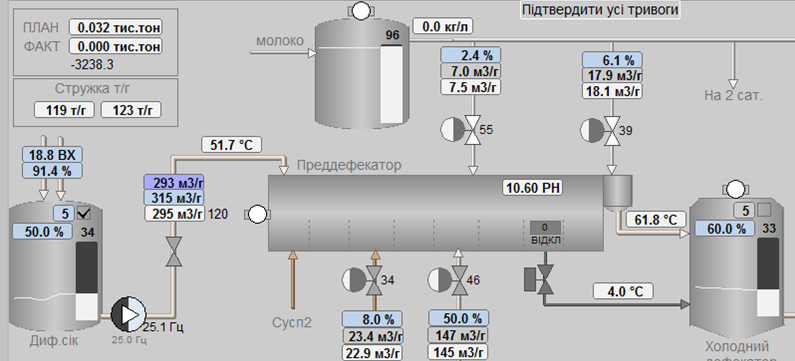 Підтвердити усі тривоги
ПЛАН 0.032 тис.тон
ФАКТ 0.000 тис.тон
-3238.3
Стружка т/г
119 т/г 123 т/г
молоко
96
0.0 кг/л
2.4 %
7.0 м3/г
7.5 м3/г
55
6.1 %
17.9 м3/г
18.1 м3/г
39
На 2 сат.
18.8 ВХ
91.4 %
51.7 °C
293 м3/г
315 м3/г
295 м3/г
120
Преддефекатор
10.60 PH
0
ВІДКЛ
61.8 °C
5
50.0 %
34
5
60.0 %
33
25.1 Гц
25.0 Гц
Диф.сік
Сусп2
34
8.0 %
23.4 м3/г
22.9 м3/г
46
50.0 %
147 м3/г
145 м3/г
4.0 °C
Холодний
дефекатор